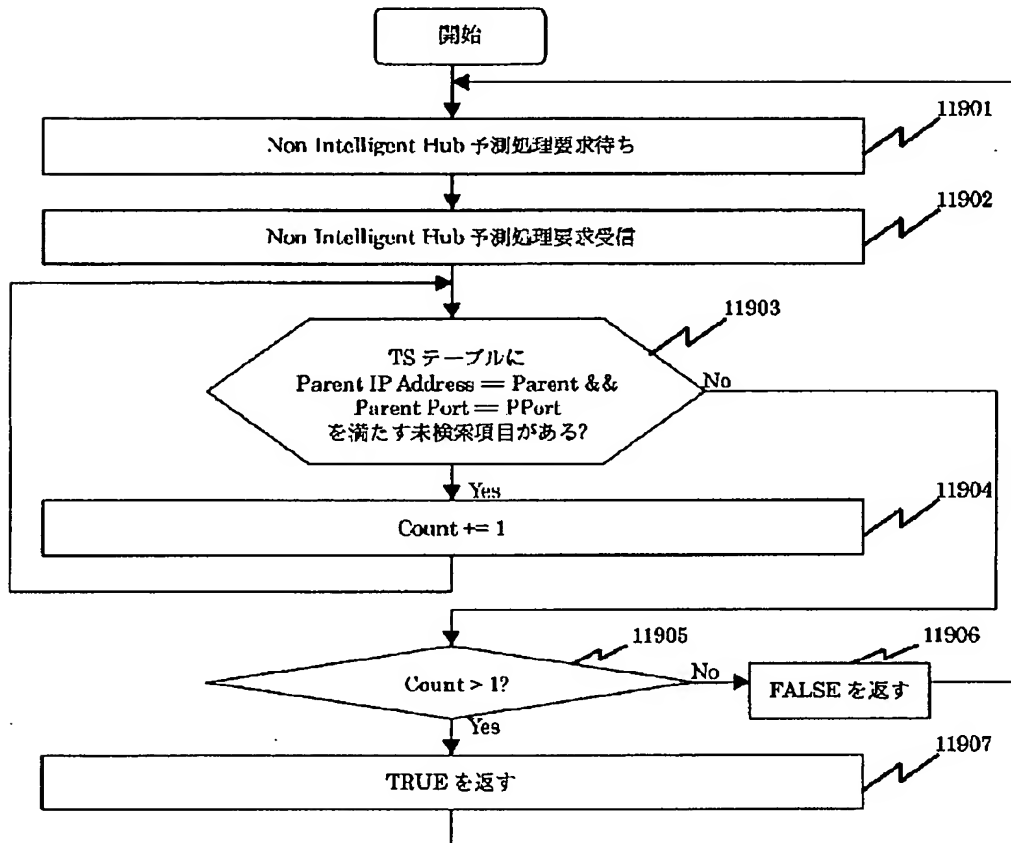 開始
11901
Non Intelligent Hub 予測処理要求待ち
11902
Non Intelligent Hub 予測処理要求受信
11903
TS テーブルに
Parent IP Address == Parent &&
Parent Port == PPort
を満たす未検索項目がある?
No
Yes
11904
Count += 1
11905
Count > 1?
No
11906
FALSE を返す
Yes
11907
TRUE を返す